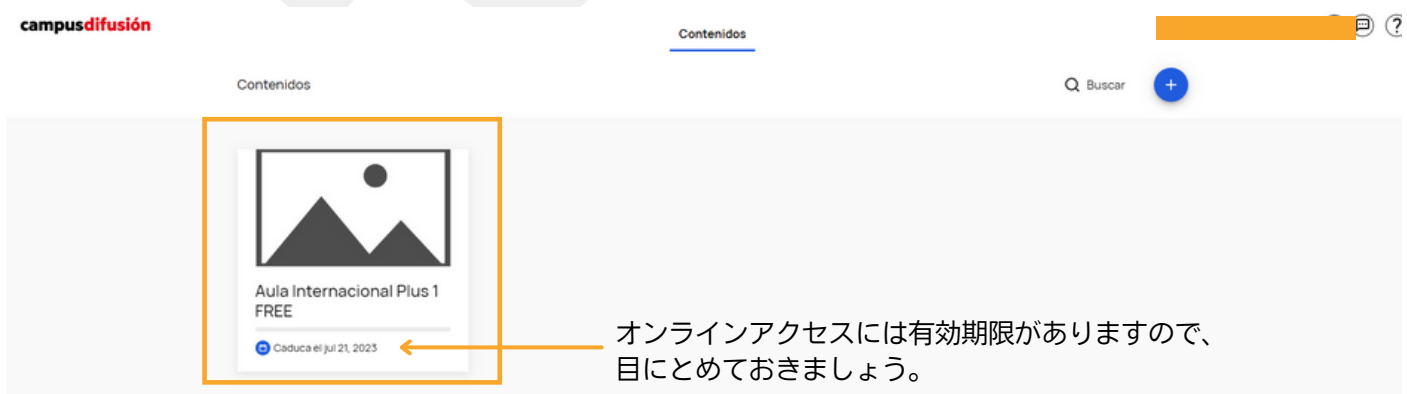 campusdifusión
Contenidos
Contenidos
Buscar
Aula Internacional Plus 1
FREE
Caduca el jul 21, 2023
オンラインアクセスには有効期限がありますので、
目にとめておきましょう。